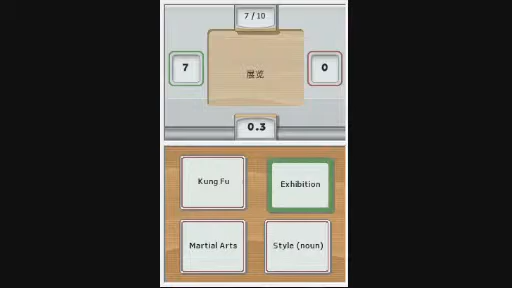 7 / 10
7
展览
0
0.3
Kung Fu
Exhibition
Martial Arts
Style (noun)